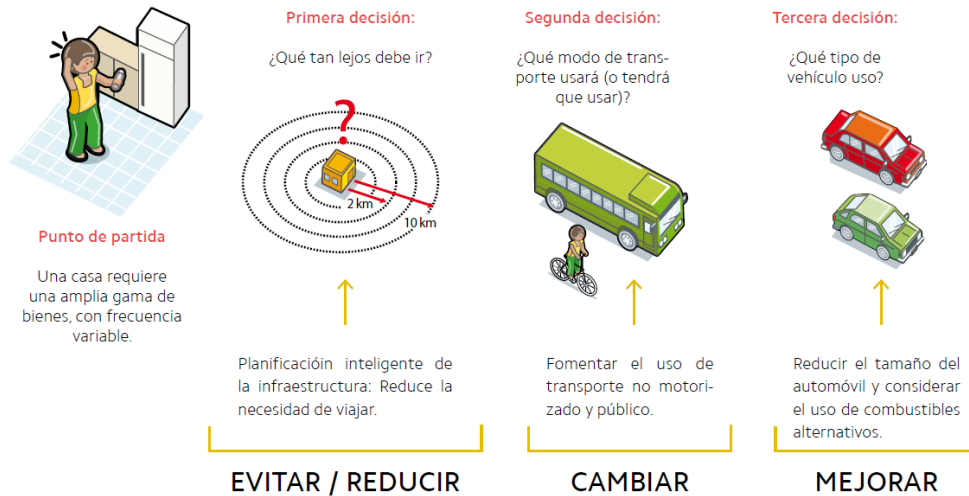 Punto de partida
Una casa requiere
una amplia gama de
bienes, con frecuencia
variable.
Primera decisión:
¿Qué tan lejos debe ir?
?
2 km
10 km
Planificacióin inteligente de
la infraestructura: Reduce la
necesidad de viajar.
EVITAR / REDUCIR
Segunda decisión:
¿Qué modo de trans-
porte usará (o tendrá
que usar)?
Fomentar el uso de
transporte no motori-
zado y público.
CAMBIAR
Tercera decisión:
¿Qué tipo de
vehículo uso?
Reducir el tamaño del
automóvil y considerar
el uso de combustibles
alternativos.
MEJORAR